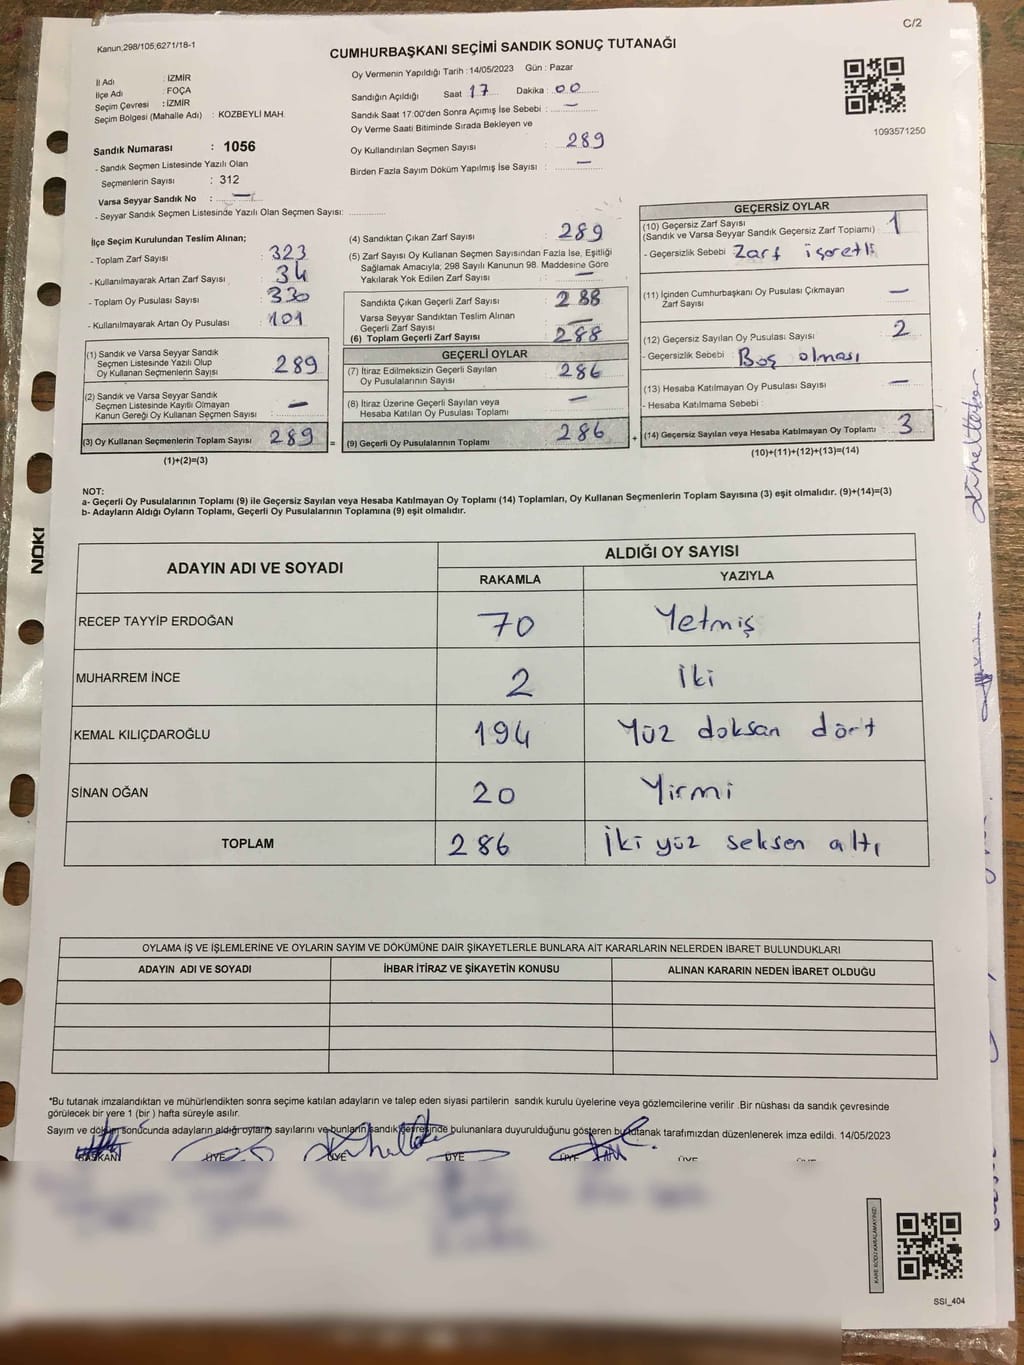 C/2
Kanun,298/105;6271/18-1
CUMHURBAŞKANI SEÇİMİ SANDIK SONUÇ TUTANAĞI
İl Adı : İZMİR
İlçe Adı : FOÇA
Seçim Çevresi : İZMİR
Seçim Bölgesi (Mahalle Adı) : KOZBEYLİ MAH.
Sandık Numarası : 1056
- Sandık Seçmen Listesinde Yazılı Olan
Seçmenlerin Sayısı : 312
Varsa Seyyar Sandık No : —
- Seyyar Sandık Seçmen Listesinde Yazılı Olan Seçmen Sayısı:
Oy Vermenin Yapıldığı Tarih :14/05/2023 Gün : Pazar
Sandığın Açıldığı Saat 17 Dakika : 00
Sandık Saat 17:00'den Sonra Açımış İse Sebebi : —
Oy Verme Saati Bitiminde Sırada Bekleyen ve
Oy Kullandırılan Seçmen Sayısı : 289
Birden Fazla Sayım Döküm Yapılmış İse Sayısı : —
1093571250
İlçe Seçim Kurulundan Teslim Alınan;
- Toplam Zarf Sayısı : 323
- Kullanılmayarak Artan Zarf Sayısı : 34
- Toplam Oy Pusulası Sayısı : 330
- Kullanılmayarak Artan Oy Pusulası : 101
(1) Sandık ve Varsa Seyyar Sandık
Seçmen Listesinde Yazılı Olup
Oy Kullanan Seçmenlerin Sayısı 289
(2) Sandık ve Varsa Seyyar Sandık
Seçmen Listesinde Kayıtlı Olmayan
Kanun Gereği Oy Kullanan Seçmen Sayısı : —
(3) Oy Kullanan Seçmenlerin Toplam Sayısı 289 =
(1)+(2)=(3)
(4) Sandıktan Çıkan Zarf Sayısı : 289
(5) Zarf Sayısı Oy Kullanan Seçmen Sayısından Fazla İse, Eşitliği
Sağlamak Amacıyla; 298 Sayılı Kanunun 98. Maddesine Göre
Yakılarak Yok Edilen Zarf Sayısı : —
Sandıkta Çıkan Geçerli Zarf Sayısı : 288
Varsa Seyyar Sandıktan Teslim Alınan
Geçerli Zarf Sayısı : —
(6) Toplam Geçerli Zarf Sayısı : 288
GEÇERLİ OYLAR
(7) İtiraz Edilmeksizin Geçerli Sayılan
Oy Pusulalarının Sayısı : 286
(8) İtiraz Üzerine Geçerli Sayılan veya
Hesaba Katılan Oy Pusulası Toplamı : —
(9) Geçerli Oy Pusulalarının Toplamı : 286 +
GEÇERSİZ OYLAR
(10) Geçersiz Zarf Sayısı
(Sandık ve Varsa Seyyar Sandık Geçersiz Zarf Toplamı) : 1
- Geçersizlik Sebebi Zarf işaretli
(11) İçinden Cumhurbaşkanı Oy Pusulası Çıkmayan
Zarf Sayısı —
(12) Geçersiz Sayılan Oy Pusulası Sayısı : 2
- Geçersizlik Sebebi : Boş olması
(13) Hesaba Katılmayan Oy Pusulası Sayısı : —
- Hesaba Katılmama Sebebi :
(14) Geçersiz Sayılan veya Hesaba Katılmayan Oy Toplamı : 3
(10)+(11)+(12)+(13)=(14)
NOT:
a- Geçerli Oy Pusulalarının Toplamı (9) ile Geçersiz Sayılan veya Hesaba Katılmayan Oy Toplamı (14) Toplamları, Oy Kullanan Seçmenlerin Toplam Sayısına (3) eşit olmalıdır. (9)+(14)=(3)
b- Adayların Aldığı Oyların Toplamı, Geçerli Oy Pusulalarının Toplamına (9) eşit olmalıdır.
NOKI
ADAYIN ADI VE SOYADI ALDIĞI OY SAYISI
RAKAMLA YAZIYLA
RECEP TAYYİP ERDOĞAN 70 Yetmiş
MUHARREM İNCE 2 İki
KEMAL KILIÇDAROĞLU 194 Yüz doksan dört
SİNAN OĞAN 20 Yirmi
TOPLAM 286 İki yüz seksen altı
OYLAMA İŞ VE İŞLEMLERİNE VE OYLARIN SAYIM VE DÖKÜMÜNE DAİR ŞİKAYETLERLE BUNLARA AİT KARARLARIN NELERDEN İBARET BULUNDUKLARI
ADAYIN ADI VE SOYADI İHBAR İTİRAZ VE ŞİKAYETİN KONUSU ALINAN KARARIN NEDEN İBARET OLDUĞU
*Bu tutanak imzalandıktan ve mühürlendikten sonra seçime katılan adayların ve talep eden siyasi partilerin sandık kurulu üyelerine veya gözlemcilerine verilir .Bir nüshası da sandık çevresinde
görülecek bir yere 1 (bir ) hafta süreyle asılır.
Sayım ve döküm sonucunda adayların aldığı oyların sayılarını ve bunların sandık çevresinde bulunanlara duyurulduğunu gösteren bu tutanak tarafımızdan düzenlenerek imza edildi. 14/05/2023
BAŞKAN ÜYE ÜYE ÜYE ÜYE ÜYE
KARE KODU KARALAMAYINIZ!
SSI_404